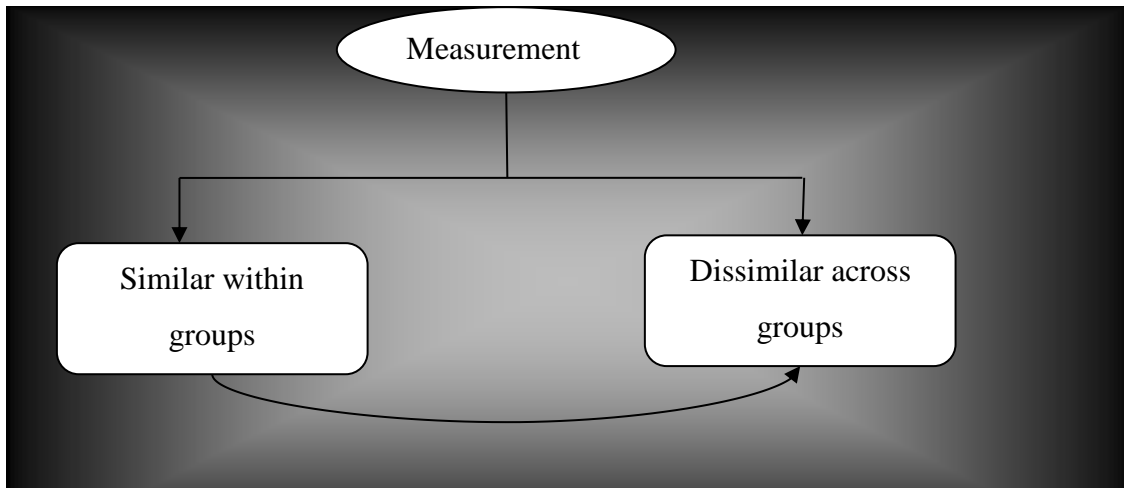 Measurement
Similar within
groups
Dissimilar across
groups